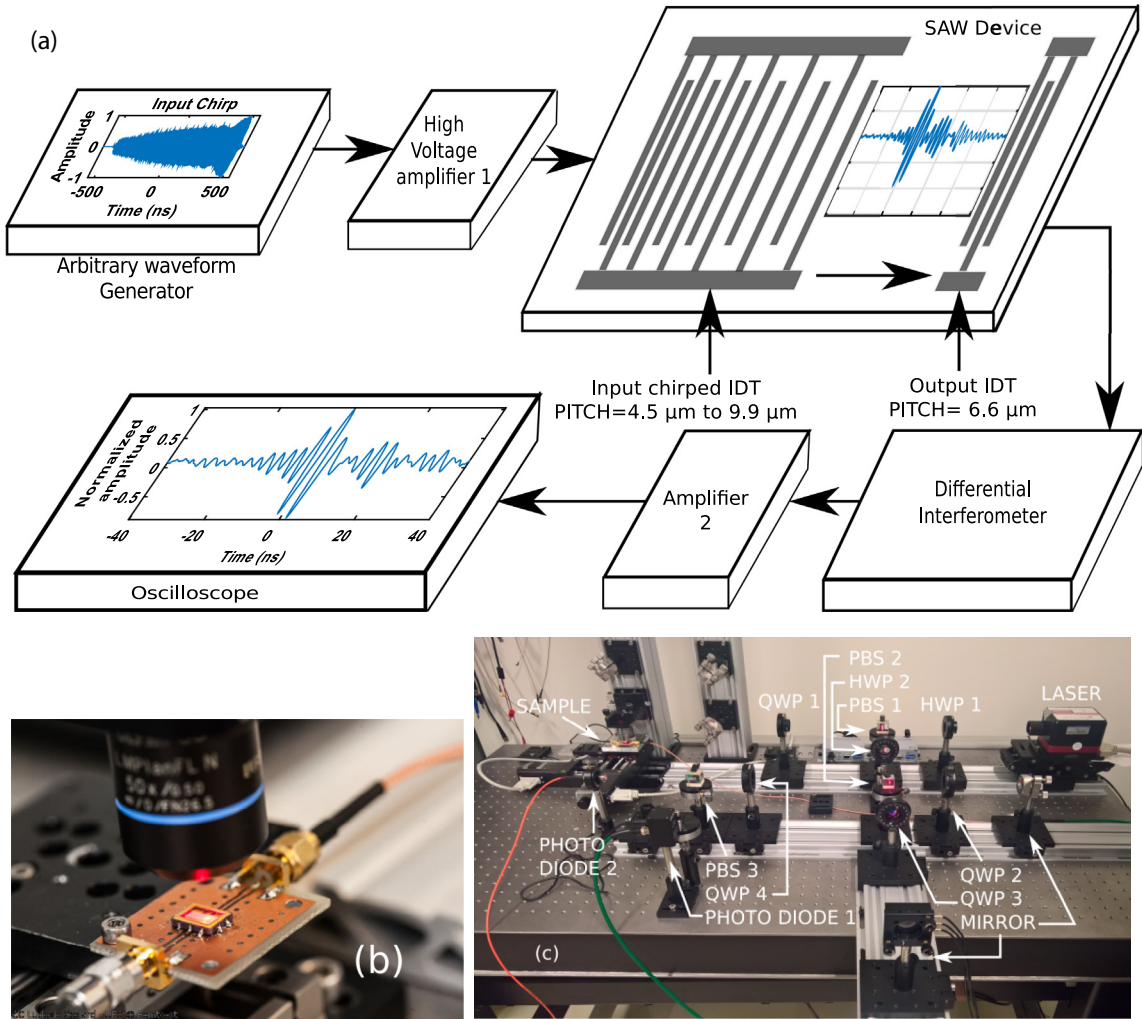 (a)
SAW Device
Input Chirp
Amplitude
1
0
-1
-500
0
500
Time (ns)
Arbitrary waveform
Generator
High
Voltage
amplifier 1
Input chirped IDT
PITCH=4.5 μm to 9.9 μm
Output IDT
PITCH= 6.6 μm
Normalized
amplitude
1
0.5
0
-0.5
-40
-20
0
20
40
Time (ns)
Oscilloscope
Amplifier
2
Differential
Interferometer
50x/0.50
(b)
PBS 2
HWP 2
PBS 1
QWP 1
HWP 1
LASER
SAMPLE
PHOTO
DIODE 2
PBS 3
QWP 4
PHOTO DIODE 1
QWP 2
QWP 3
MIRROR
(c)